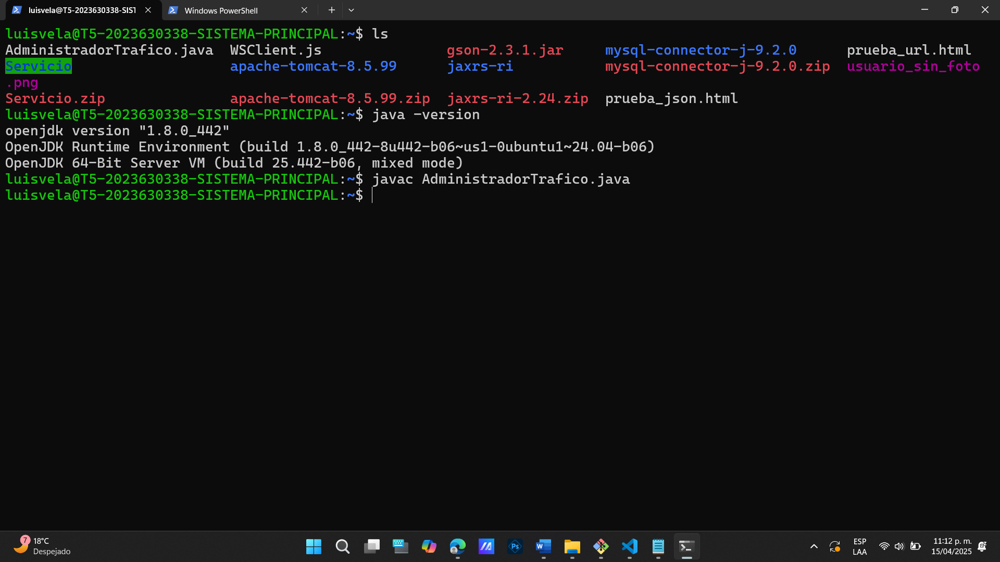 luisvela@T5-2023630338-SIST
Windows PowerShell
luisvela@T5-2023630338-SISTEMA-PRINCIPAL:~$ ls
AdministradorTrafico.java  WSClient.js               gson-2.3.1.jar     mysql-connector-j-9.2.0      prueba_url.html
Servicio                   apache-tomcat-8.5.99      jaxrs-ri           mysql-connector-j-9.2.0.zip  usuario_sin_foto
.png
Servicio.zip               apache-tomcat-8.5.99.zip  jaxrs-ri-2.24.zip  prueba_json.html
luisvela@T5-2023630338-SISTEMA-PRINCIPAL:~$ java -version
openjdk version "1.8.0_442"
OpenJDK Runtime Environment (build 1.8.0_442-8u442-b06~us1-0ubuntu1~24.04-b06)
OpenJDK 64-Bit Server VM (build 25.442-b06, mixed mode)
luisvela@T5-2023630338-SISTEMA-PRINCIPAL:~$ javac AdministradorTrafico.java
luisvela@T5-2023630338-SISTEMA-PRINCIPAL:~$
7
18°C
Despejado
Ps
W
ESP
LAA
11:12 p. m.
15/04/2025